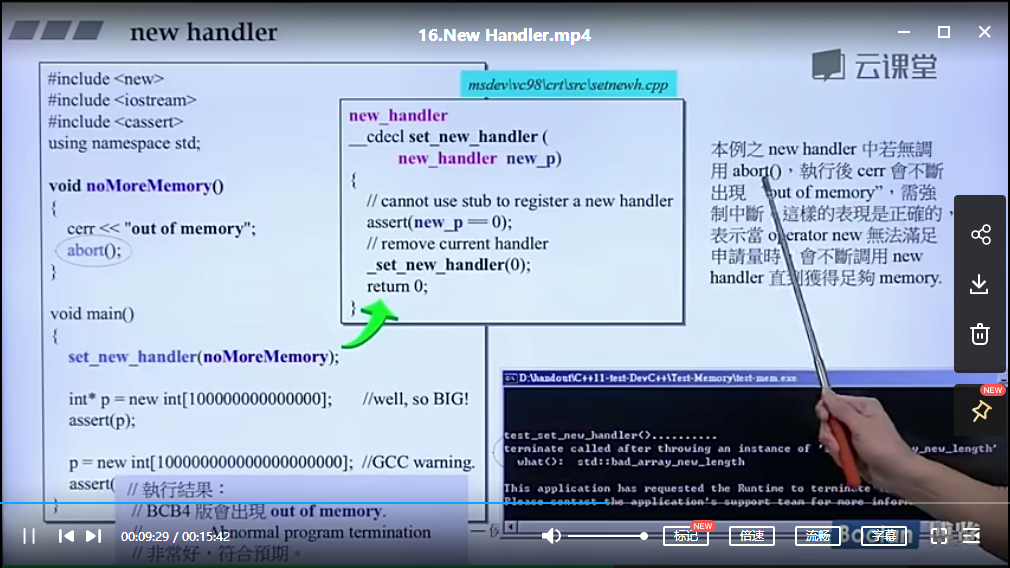 new handler
16.New Handler.mp4
云课堂
#include <new>
#include <iostream>
#include <cassert>
using namespace std;
void noMoreMemory()
{
cerr << "out of memory";
abort();
}
void main()
{
set_new_handler(noMoreMemory);
int* p = new int[100000000000000]; //well, so BIG!
assert(p);
p = new int[100000000000000000000]; //GCC warning.
assert(
}
msdev\vc98\crt\src\setnewh.cpp
new_handler
__cdecl set_new_handler (
new_handler new_p)
{
// cannot use stub to register a new handler
assert(new_p == 0);
// remove current handler
_set_new_handler(0);
return 0;
}
本例之 new handler 中若無調
用 abort()，執行後 cerr 會不斷
出現 “out of memory”，需強
制中斷。這樣的表現是正確的，
表示當 operator new 無法滿足
申請量時，會不斷調用 new
handler 直到獲得足夠 memory.
NEW
D:\handout\C++11-test-DevC++\Test-Memory\test-mem.exe
test_set_new_handler()..........
terminate called after throwing an instance of 'ay_new_length'
what(): std::bad_array_new_length
This application has requested the Runtime to terminate
Please contact the application's support team for more infor
// 執行結果：
// BCB4 版會出現 out of memory.
// Abnormal program termination
// 非常好，符合預期。
00:09:29 / 00:15:42
标记
NEW
倍速
流畅
字幕